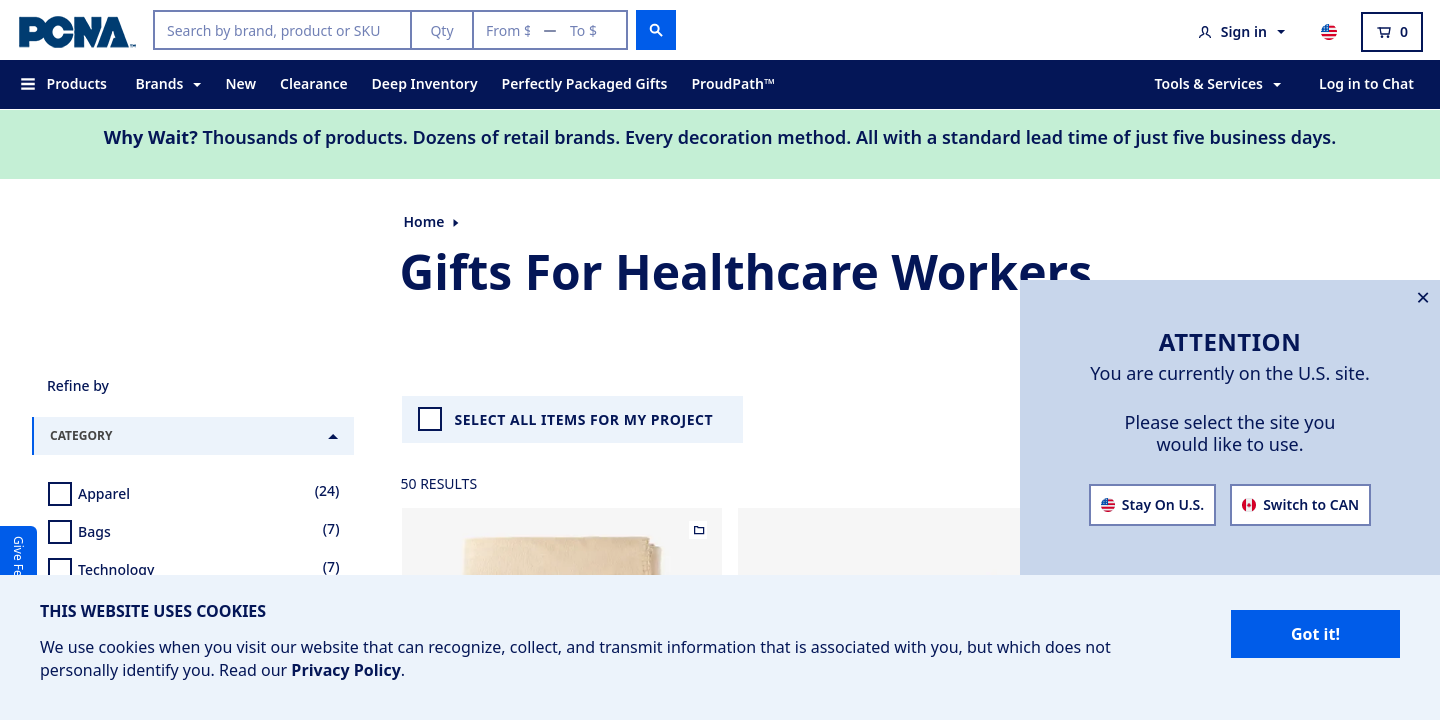 PCNA™
Search by brand, product or SKU
Qty
From $ — To $
Sign in
0
Products
Brands
New
Clearance
Deep Inventory
Perfectly Packaged Gifts
ProudPath™
Tools & Services
Log in to Chat
Why Wait? Thousands of products. Dozens of retail brands. Every decoration method. All with a standard lead time of just five business days.
Home
Gifts For Healthcare Workers
ATTENTION
You are currently on the U.S. site.
Please select the site you
would like to use.
Stay On U.S.
Switch to CAN
Refine by
CATEGORY
SELECT ALL ITEMS FOR MY PROJECT
50 RESULTS
Apparel (24)
Bags (7)
Technology (7)
Give Fe
THIS WEBSITE USES COOKIES
We use cookies when you visit our website that can recognize, collect, and transmit information that is associated with you, but which does not
personally identify you. Read our Privacy Policy.
Got it!